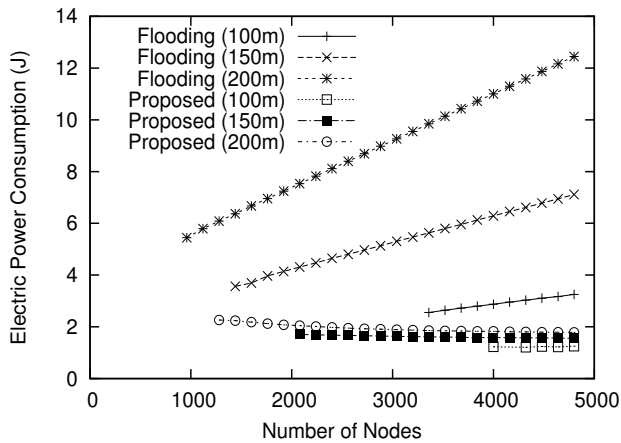 Electric Power Consumption (J)
14
12
10
8
6
4
2
0
Flooding (100m)
Flooding (150m)
Flooding (200m)
Proposed (100m)
Proposed (150m)
Proposed (200m)
0 1000 2000 3000 4000 5000
Number of Nodes